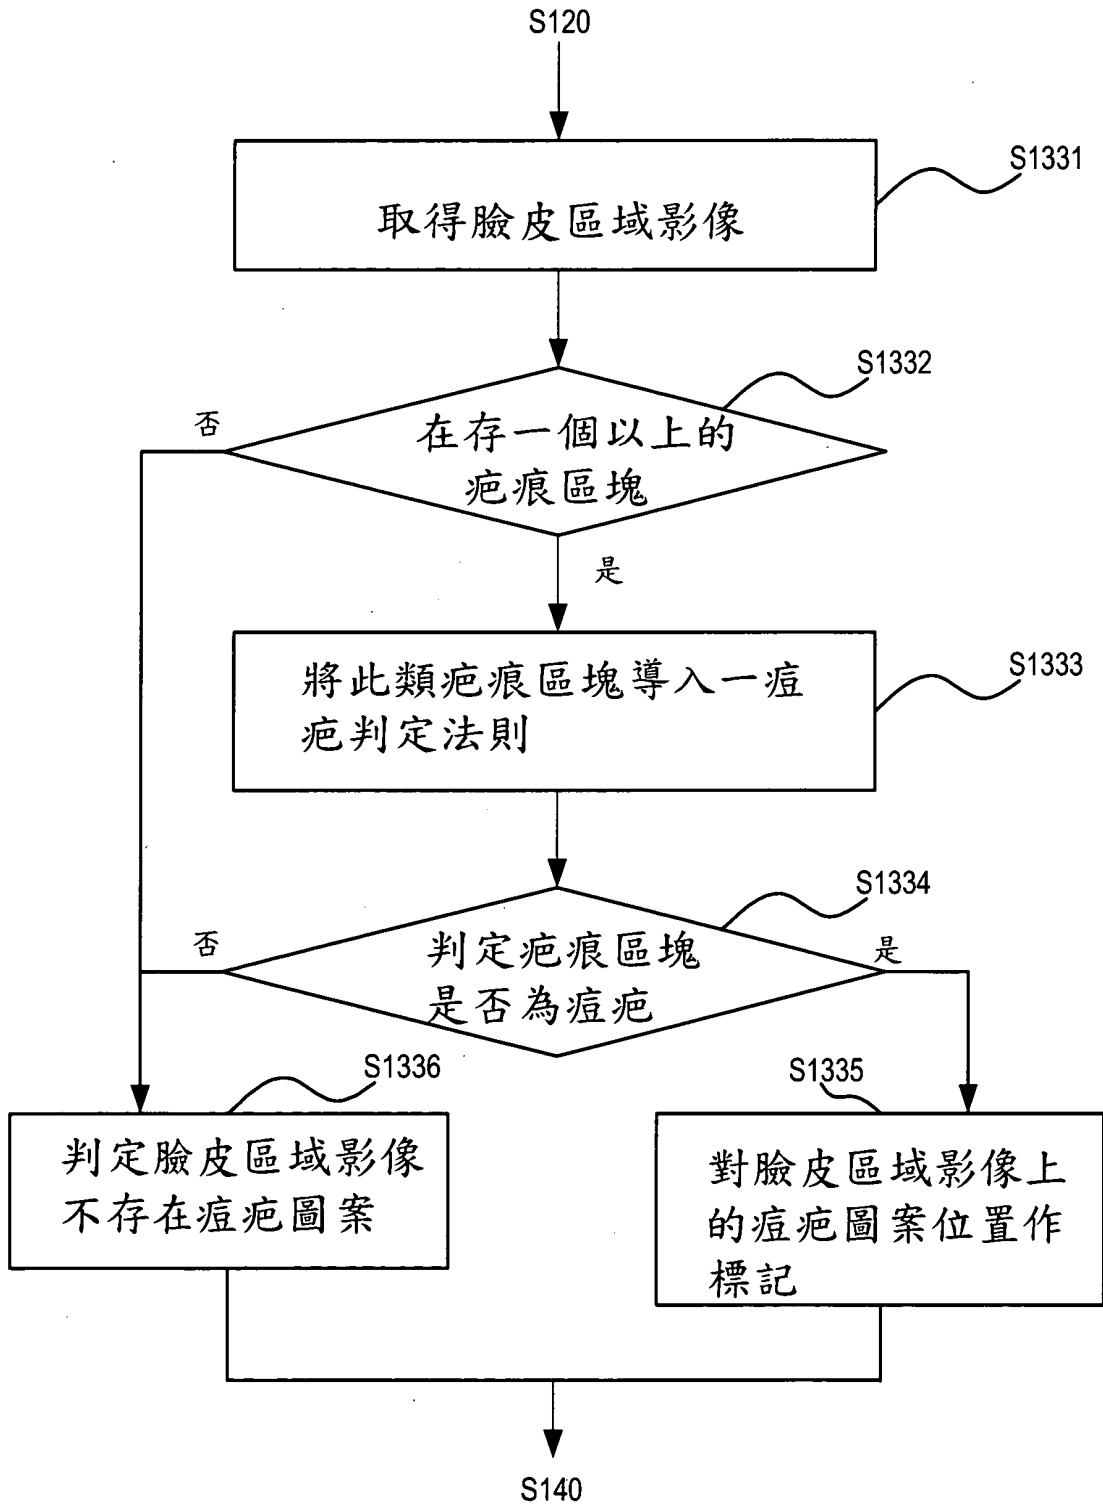 S120
S1331
取得臉皮區域影像
S1332
否
在存一個以上的
疤痕區塊
是
S1333
將此類疤痕區塊導入一痘
疤判定法則
S1334
否
判定疤痕區塊
是否為痘疤
是
S1336
判定臉皮區域影像
不存在痘疤圖案
S1335
對臉皮區域影像上
的痘疤圖案位置作
標記
S140